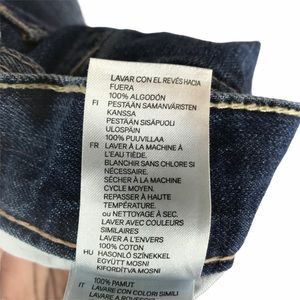 LAVAR CON EL REVÉS HACIA
FUERA
100% ALGODÓN
FI PESTÄÄN SAMANVÄRISTEN
KANSSA
PESTÄÄN SISÄPUOLI
ULOSPÄIN
100% PUUVILLAA
FR LAVER À LA MACHINE À
L'EAU TIÈDE.
BLANCHIR SANS CHLORE SI
NÉCESSAIRE.
SÉCHER À LA MACHINE
CYCLE MOYEN.
REPASSER À HAUTE
TEMPÉRATURE.
ou NETTOYAGE À SEC.
LAVER AVEC COULEURS
SIMILAIRES
LAVER A L'ENVERS
100% COTON
HU HASONLÓ SZÍNEKKEL
EGYÜTT MOSNI
KIFORDÍTVA MOSNI
100% PAMUT
IT LAVARE CON COLORI SIMILI